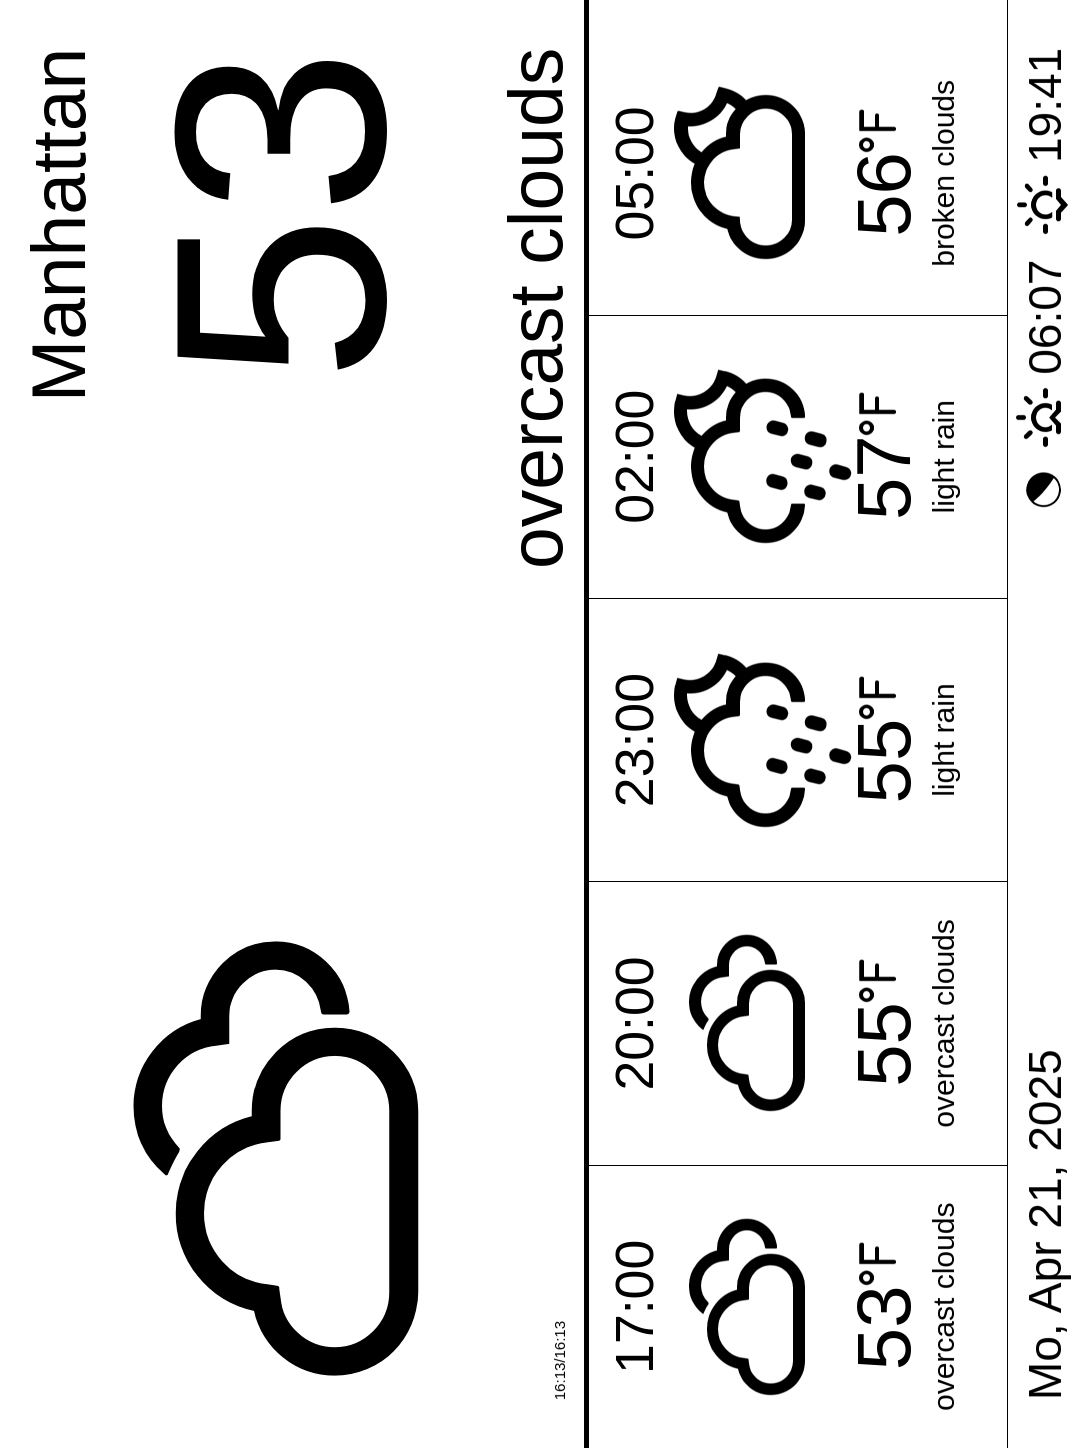 Manhattan
53
overcast clouds
16:13/16:13
17:00 20:00 23:00 02:00 05:00
53°F 55°F 55°F 57°F 56°F
overcast clouds overcast clouds light rain light rain broken clouds
Mo, Apr 21, 2025 06:07 19:41